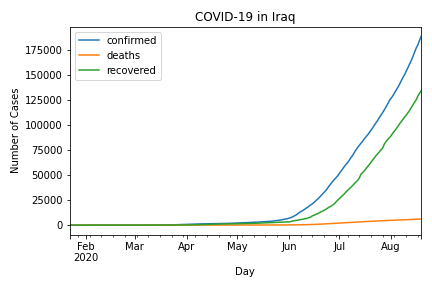 COVID-19 in Iraq
confirmed
deaths
recovered
Number of Cases
175000
150000
125000
100000
75000
50000
25000
0
Feb
2020
Mar
Apr
May
Jun
Jul
Aug
Day